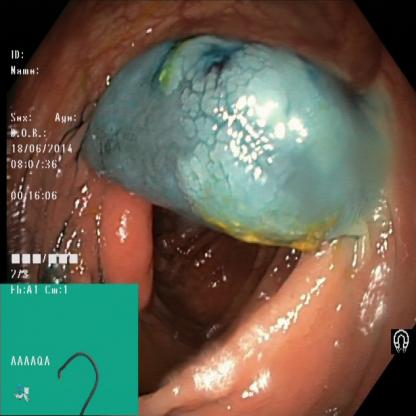 ID:
Name:
Sex: Age:
D.O.B.:
18/06/2014
08:07:36
00:16:06
■■■/■■■
2/3
Eh:A1 Cm:1
AAAAQA